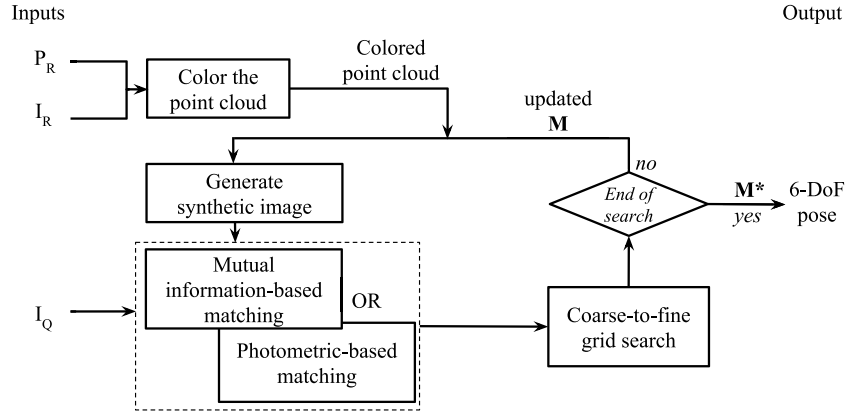 Inputs
Output
P_R
I_R
Color the
point cloud
Colored
point cloud
updated
M
Generate
synthetic image
no
End of
search
M*
yes
6-DoF
pose
I_Q
Mutual
information-based
matching
OR
Photometric-based
matching
Coarse-to-fine
grid search